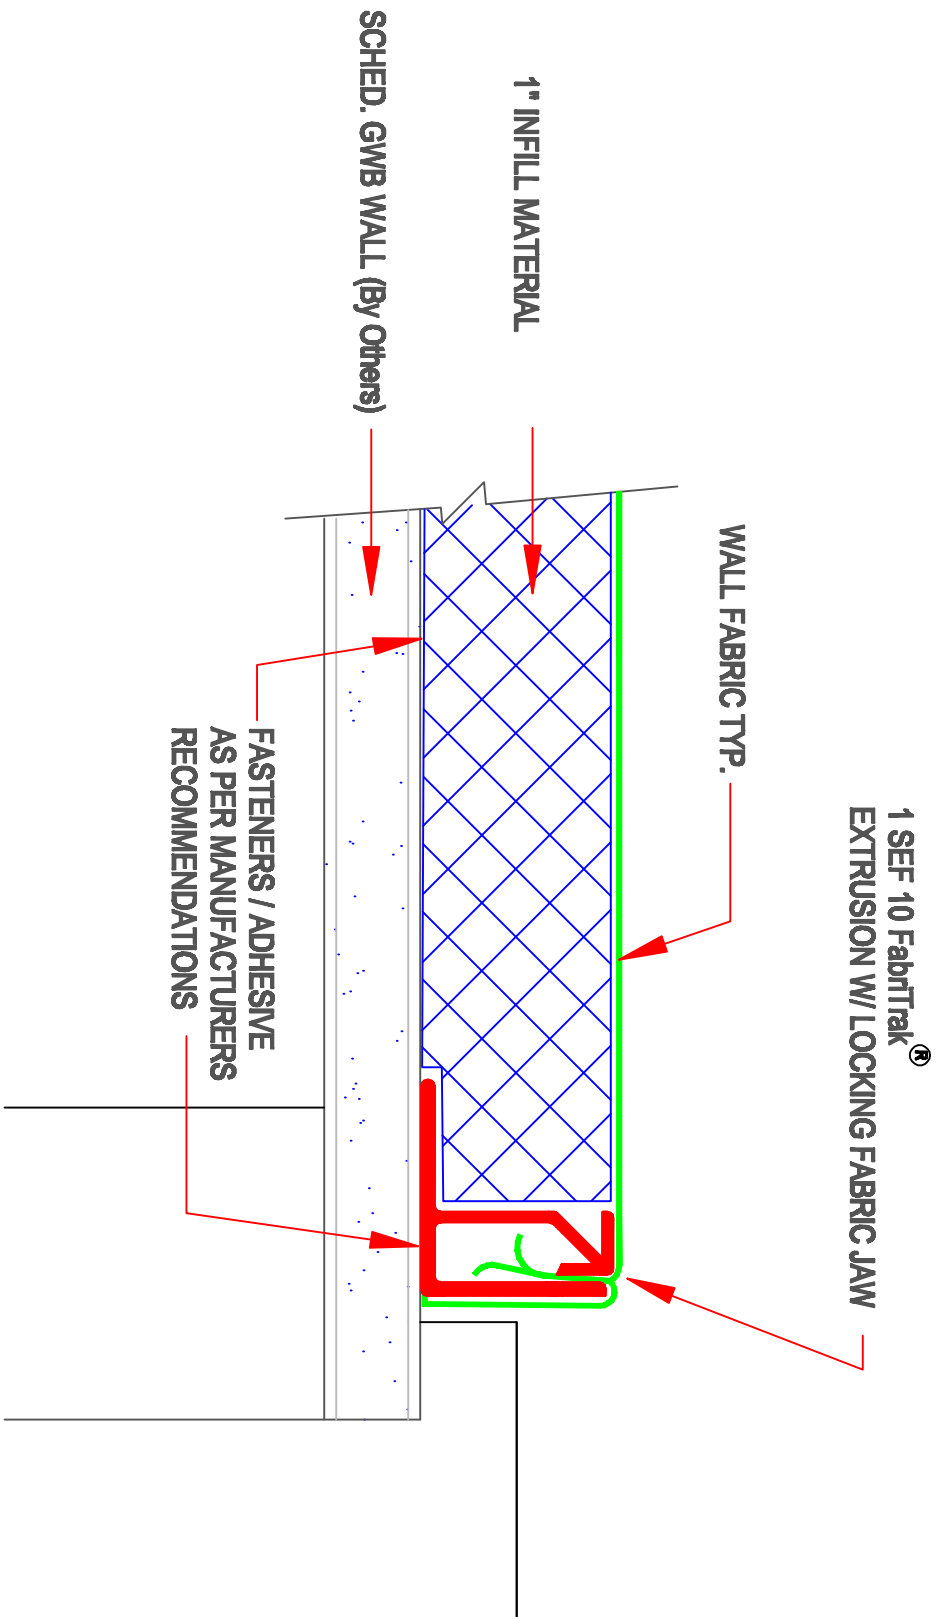 1 SEF 10 FabriTrak ®
EXTRUSION W/ LOCKING FABRIC JAW
WALL FABRIC TYP.
1" INFILL MATERIAL
SCHED. GWB WALL (By Others)
FASTENERS / ADHESIVE
AS PER MANUFACTURERS
RECOMMENDATIONS